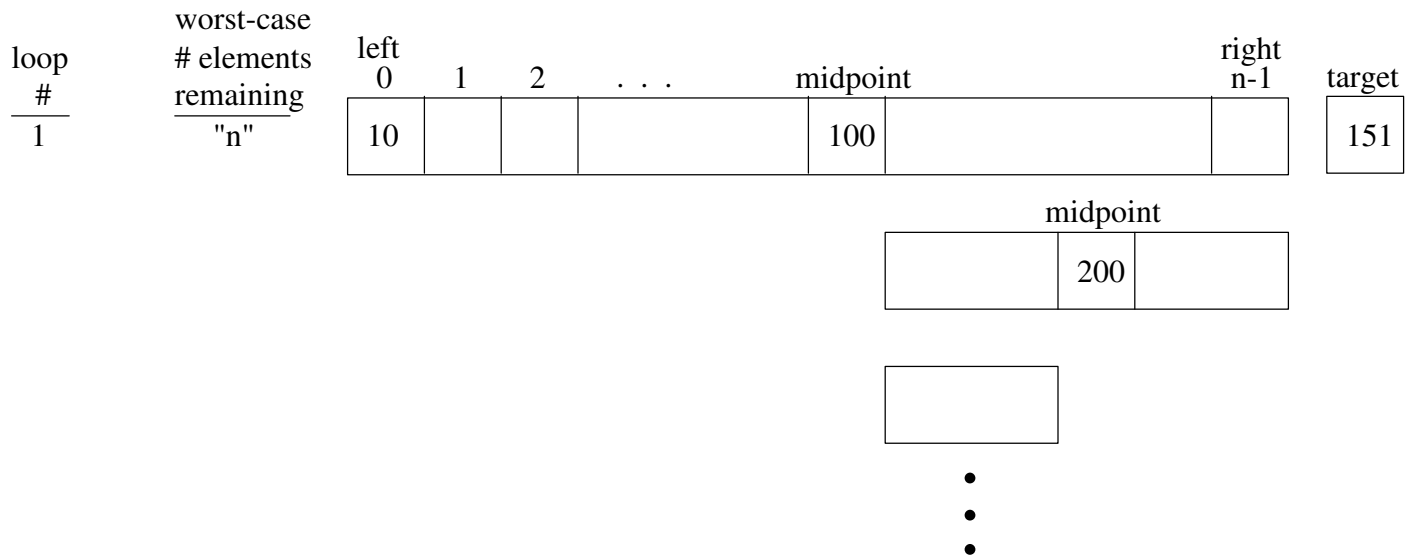 loop
#
1
worst-case
# elements
remaining
"n"
left
0 1 2 . . . midpoint
right
n-1
target
10 100 151
midpoint
200